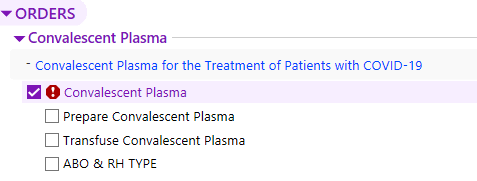 ORDERS
Convalescent Plasma
- Convalescent Plasma for the Treatment of Patients with COVID-19
Convalescent Plasma
Prepare Convalescent Plasma
Transfuse Convalescent Plasma
ABO & RH TYPE